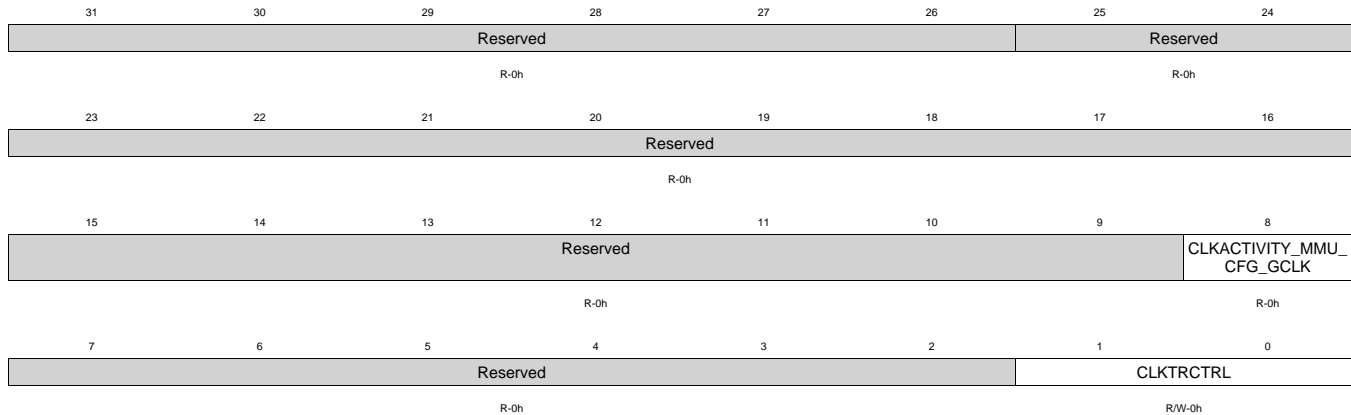 31 30 29 28 27 26 25 24
Reserved Reserved
R-0h R-0h
23 22 21 20 19 18 17 16
Reserved
R-0h
15 14 13 12 11 10 9 8
Reserved CLKACTIVITY_MMU_
CFG_GCLK
R-0h R-0h
7 6 5 4 3 2 1 0
Reserved CLKTRCTRL
R-0h R/W-0h